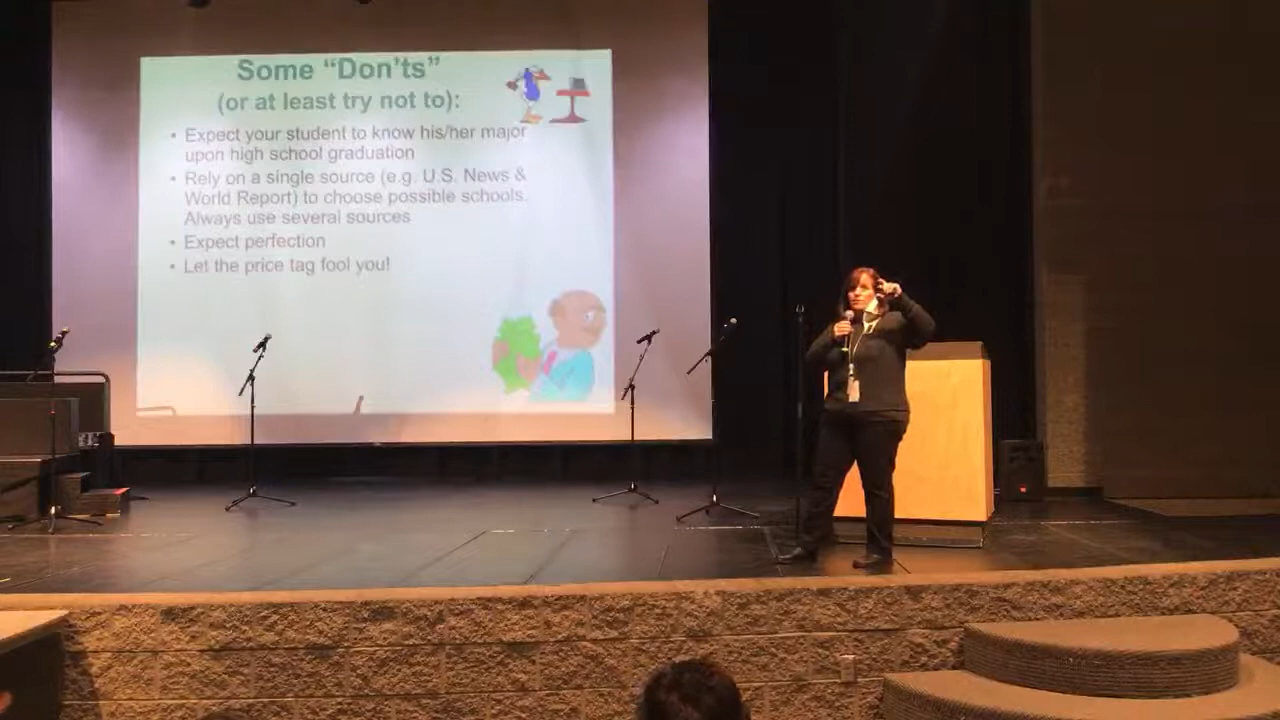 Some “Don’ts”
(or at least try not to):
• Expect your student to know his/her major
upon high school graduation
• Rely on a single source (e.g. U.S. News &
World Report) to choose possible schools.
Always use several sources
• Expect perfection
• Let the price tag fool you!